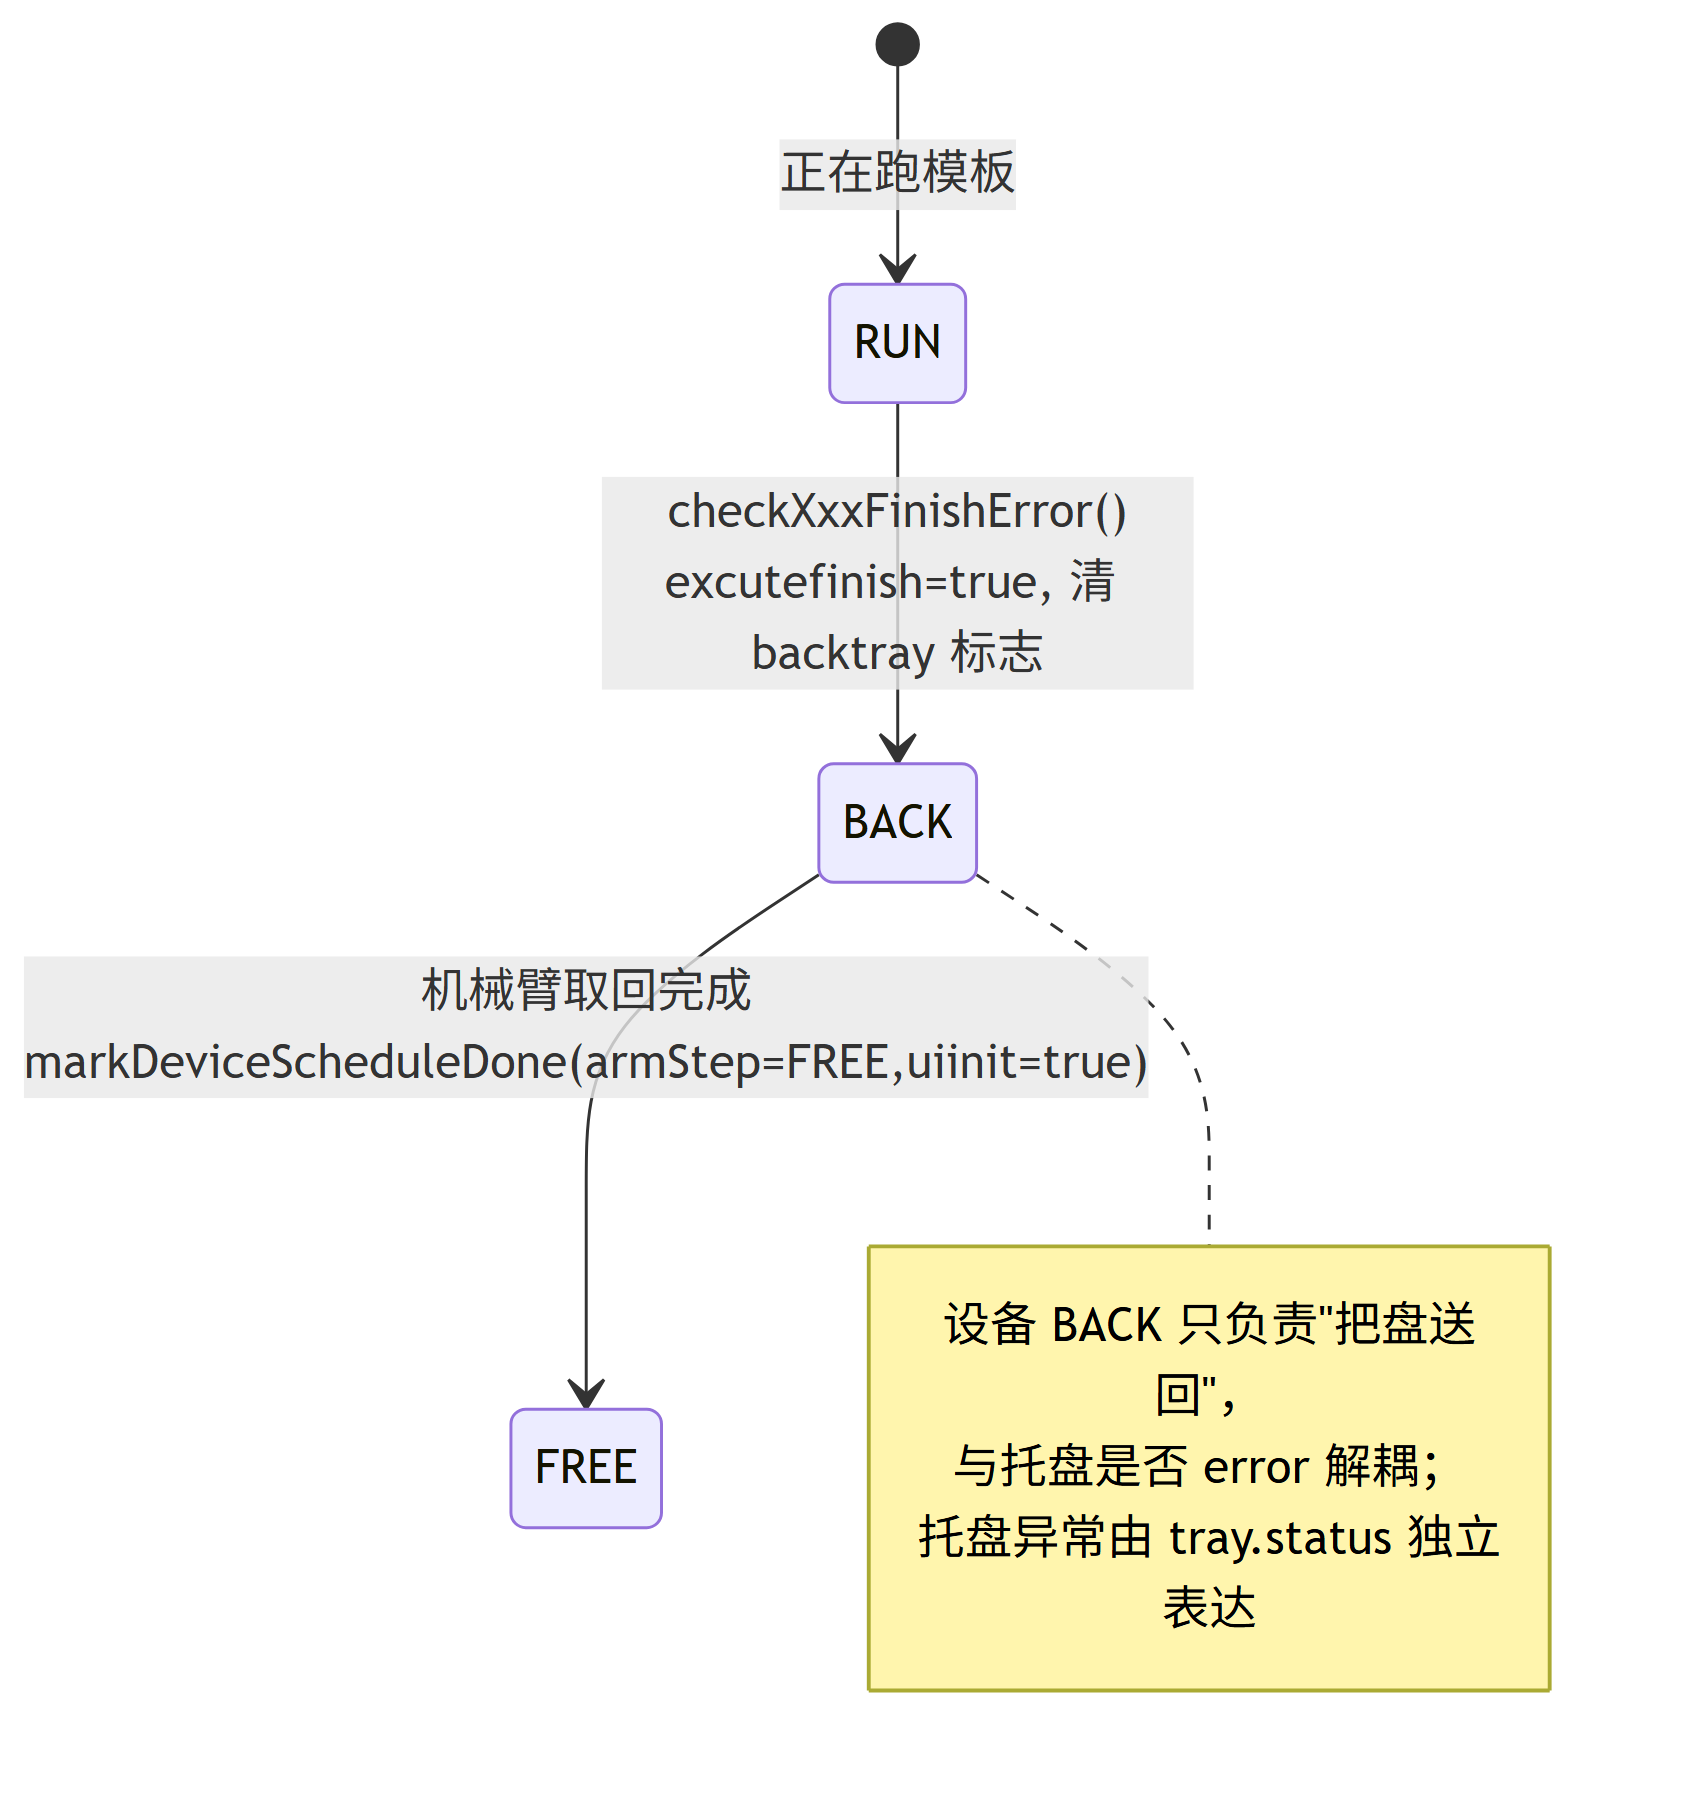 正在跑模板
RUN
checkXxxFinishError()
excutefinish=true, 清
backtray 标志
BACK
机械臂取回完成
markDeviceScheduleDone(armStep=FREE,uiinit=true)
设备 BACK 只负责"把盘送
回"，
与托盘是否 error 解耦；
托盘异常由 tray.status 独立
表达
FREE